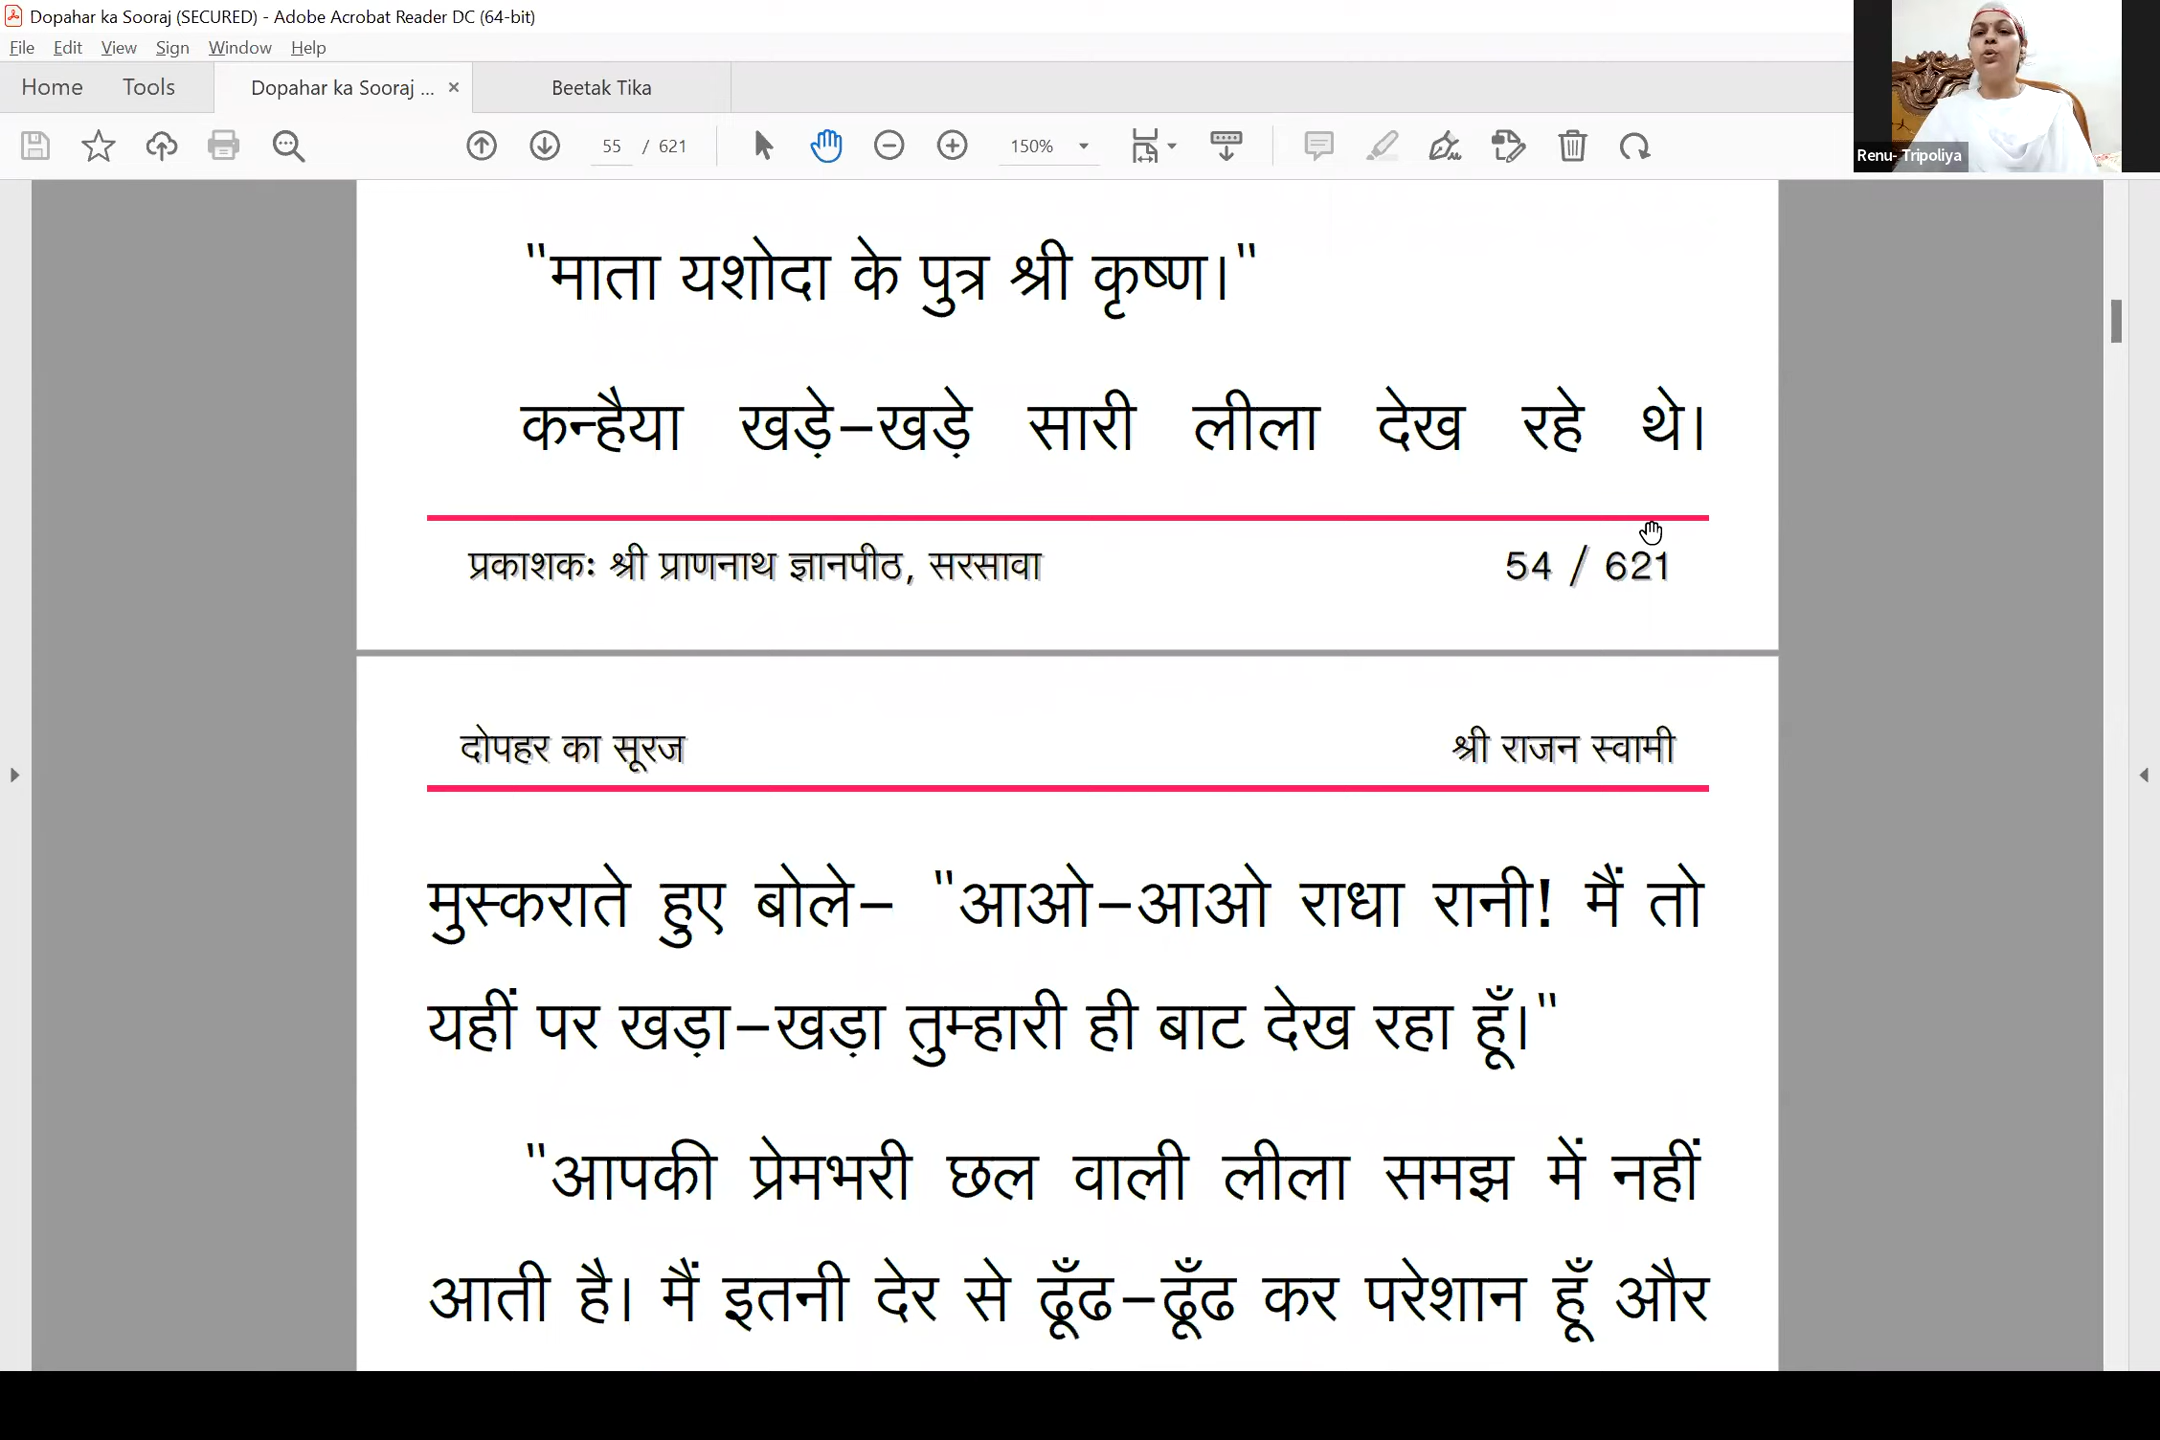 Dopahar ka Sooraj (SECURED) - Adobe Acrobat Reader DC (64-bit)
File Edit View Sign Window Help
Home Tools Dopahar ka Sooraj ... × Beetak Tika
55 / 621 150%
Renu- Tripoliya
"माता यशोदा के पुत्र श्री कृष्ण।"
कन्हैया खड़े-खड़े सारी लीला देख रहे थे।
प्रकाशकः श्री प्राणनाथ ज्ञानपीठ, सरसावा 54 / 621
दोपहर का सूरज श्री राजन स्वामी
मुस्कराते हुए बोले- "आओ-आओ राधा रानी! मैं तो
यहीं पर खड़ा-खड़ा तुम्हारी ही बाट देख रहा हूँ।"
"आपकी प्रेमभरी छल वाली लीला समझ में नहीं
आती है। मैं इतनी देर से ढूँढ-ढूँढ कर परेशान हूँ और